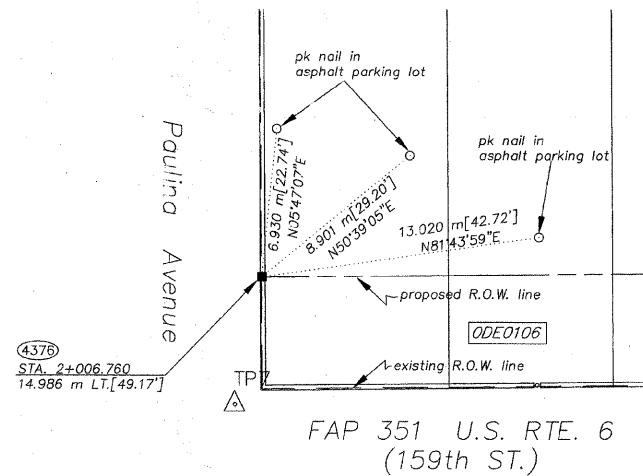 pk nail in
asphalt parking lot
pk nail in
asphalt parking lot
Paulina Avenue
6.930 m[22.74']
N05°47'07"E
8.901 m[29.20']
N50°39'05"E
13.020 m[42.72']
N81°43'59"E
proposed R.O.W. line
ODE0106
4376
STA. 2+006.760
14.986 m LT.[49.17']
existing R.O.W. line
TP7
FAP 351 U.S. RTE. 6
(159th ST.)